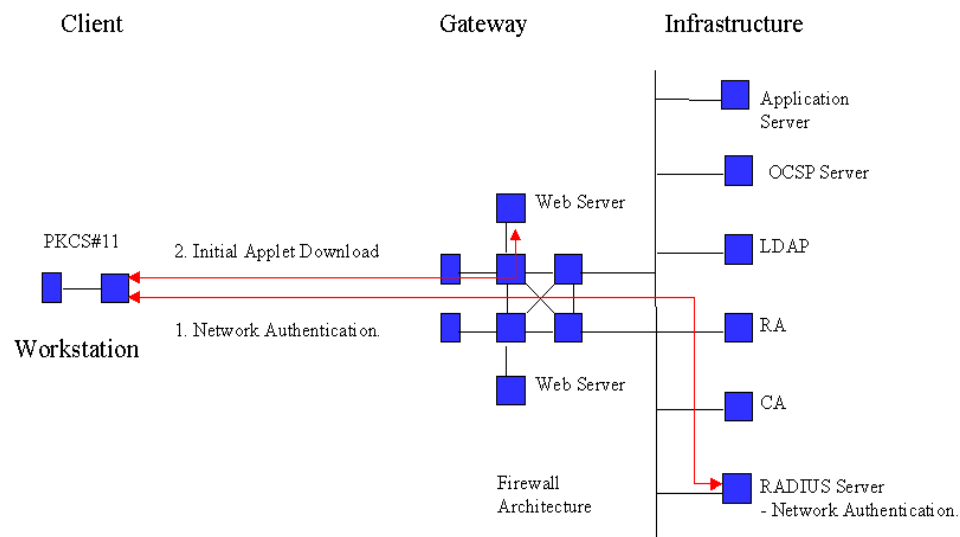 Client
Gateway
Infrastructure
Application
Server
OCSP Server
Web Server
PKCS#11
2. Initial Applet Download
LDAP
1. Network Authentication.
RA
Workstation
Web Server
CA
Firewall
Architecture
RADIUS Server
- Network Authentication.